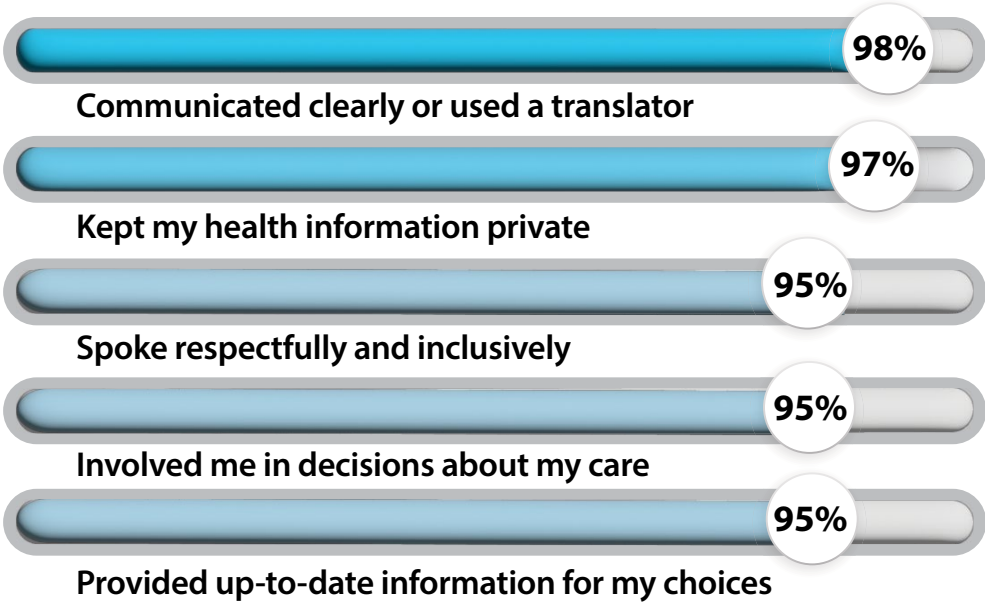 98%
Communicated clearly or used a translator
97%
Kept my health information private
95%
Spoke respectfully and inclusively
95%
Involved me in decisions about my care
95%
Provided up-to-date information for my choices